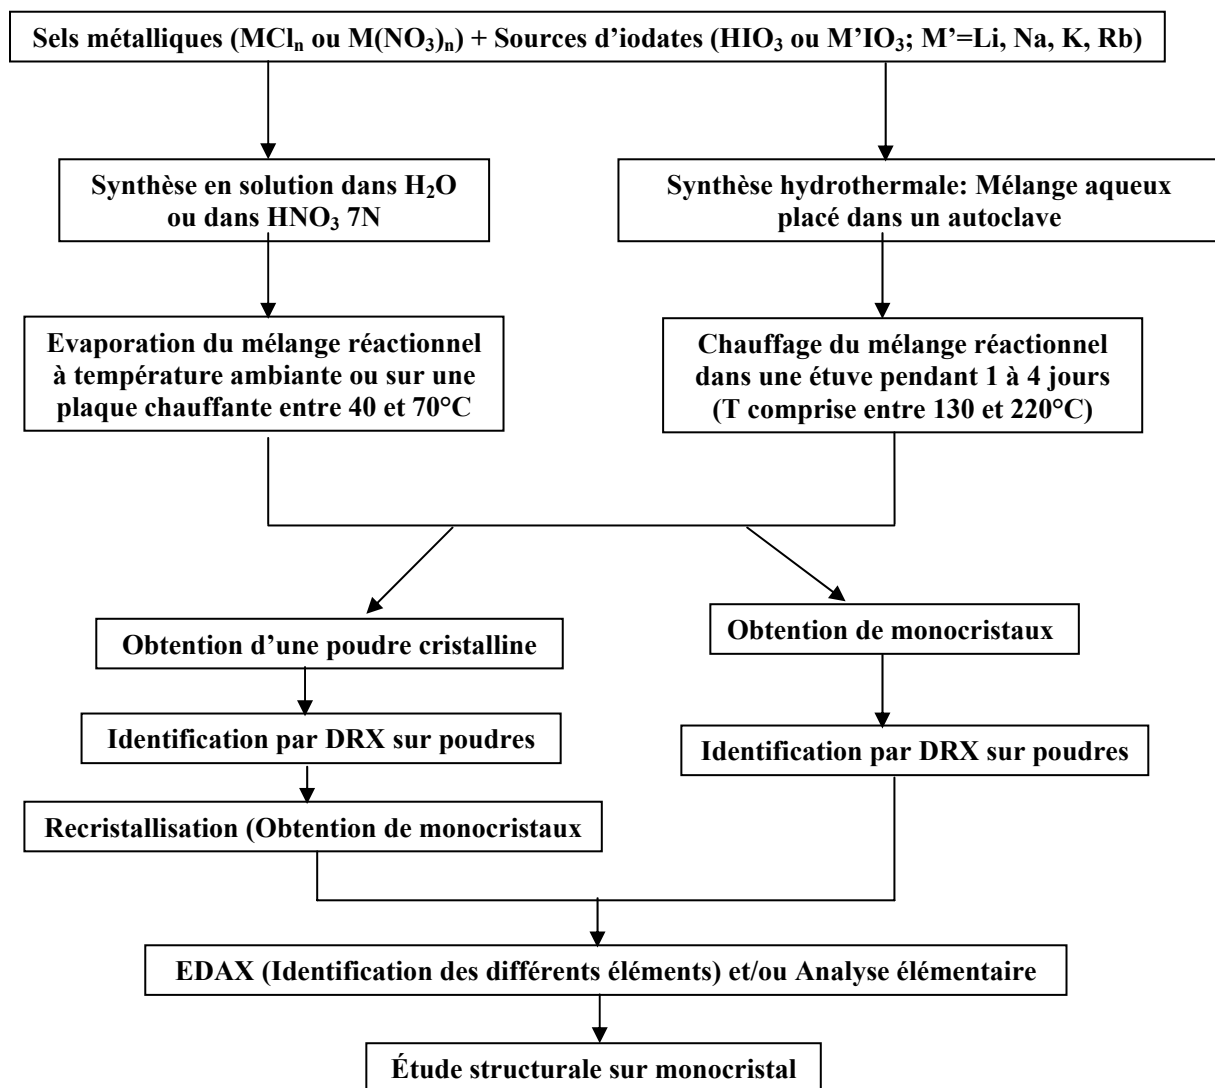 Sels métalliques (MClₙ ou M(NO₃)ₙ) + Sources d’iodates (HIO₃ ou M’IO₃; M’=Li, Na, K, Rb)
Synthèse en solution dans H₂O
ou dans HNO₃ 7N
Synthèse hydrothermale: Mélange aqueux
placé dans un autoclave
Evaporation du mélange réactionnel
à température ambiante ou sur une
plaque chauffante entre 40 et 70°C
Chauffage du mélange réactionnel
dans une étuve pendant 1 à 4 jours
(T comprise entre 130 et 220°C)
Obtention d’une poudre cristalline
Obtention de monocristaux
Identification par DRX sur poudres
Identification par DRX sur poudres
Recristallisation (Obtention de monocristaux
EDAX (Identification des différents éléments) et/ou Analyse élémentaire
Étude structurale sur monocristal